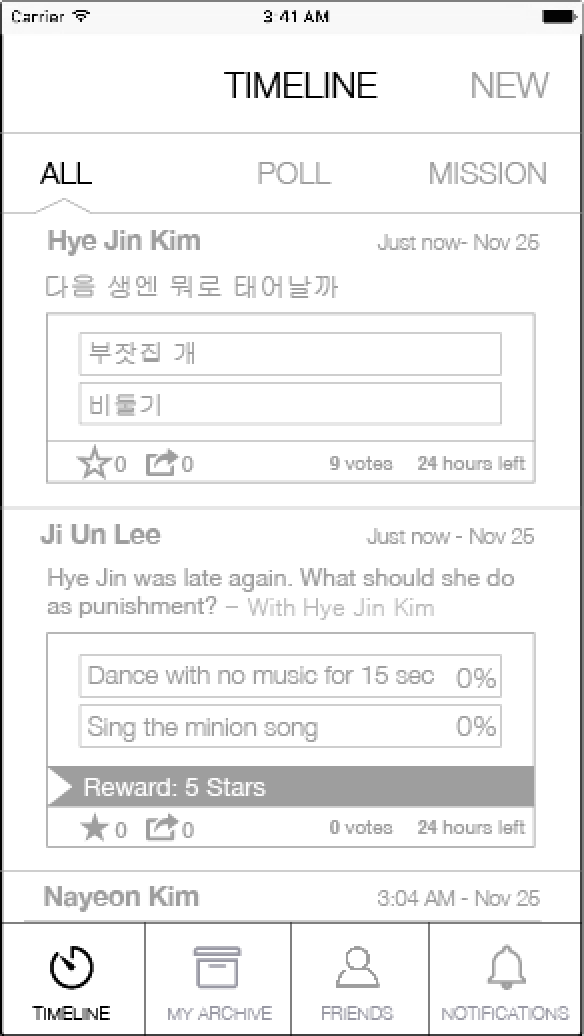 Carrier 3:41 AM
TIMELINE NEW
ALL POLL MISSION
Hye Jin Kim Just now- Nov 25
다음 생엔 뭐로 태어날까
부잣집 개
비둘기
0 0 9 votes 24 hours left
Ji Un Lee Just now - Nov 25
Hye Jin was late again. What should she do
as punishment? – With Hye Jin Kim
Dance with no music for 15 sec 0%
Sing the minion song 0%
Reward: 5 Stars
0 0 0 votes 24 hours left
Nayeon Kim 3:04 AM - Nov 25
TIMELINE MY ARCHIVE FRIENDS NOTIFICATIONS